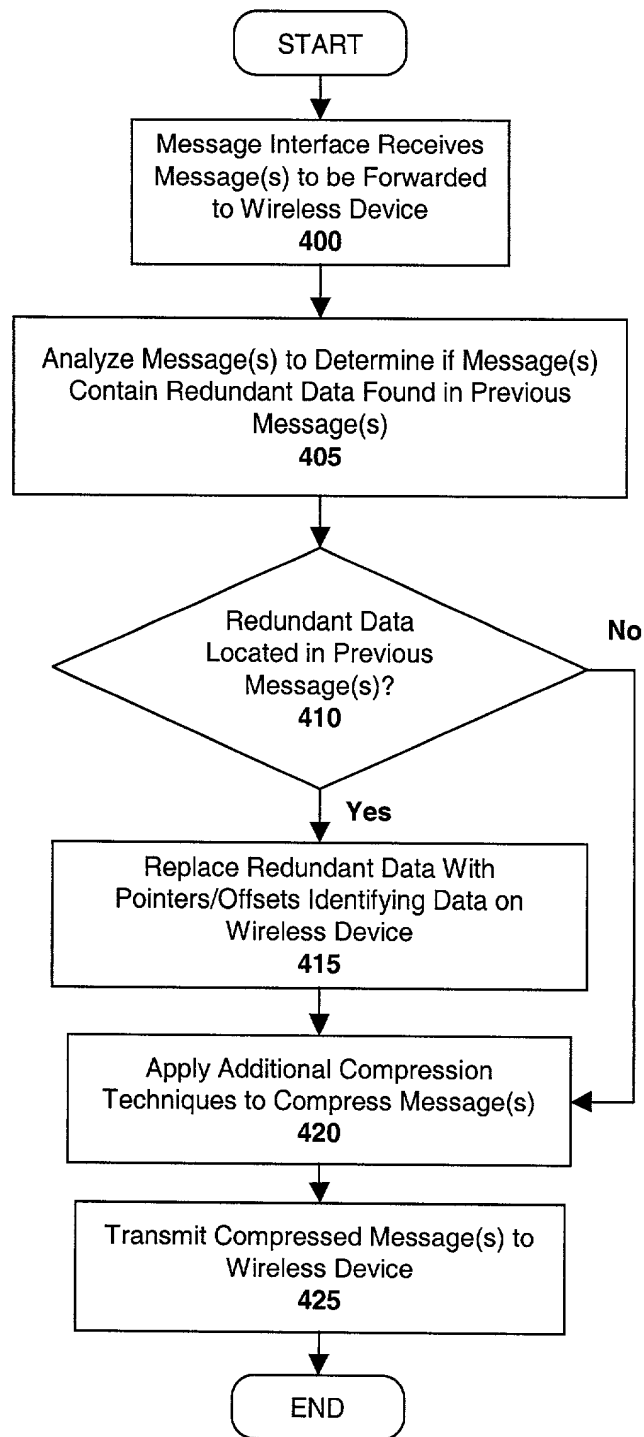 START
Message Interface Receives
Message(s) to be Forwarded
to Wireless Device
400
Analyze Message(s) to Determine if Message(s)
Contain Redundant Data Found in Previous
Message(s)
405
Redundant Data
Located in Previous
Message(s)?
410
No
Yes
Replace Redundant Data With
Pointers/Offsets Identifying Data on
Wireless Device
415
Apply Additional Compression
Techniques to Compress Message(s)
420
Transmit Compressed Message(s) to
Wireless Device
425
END